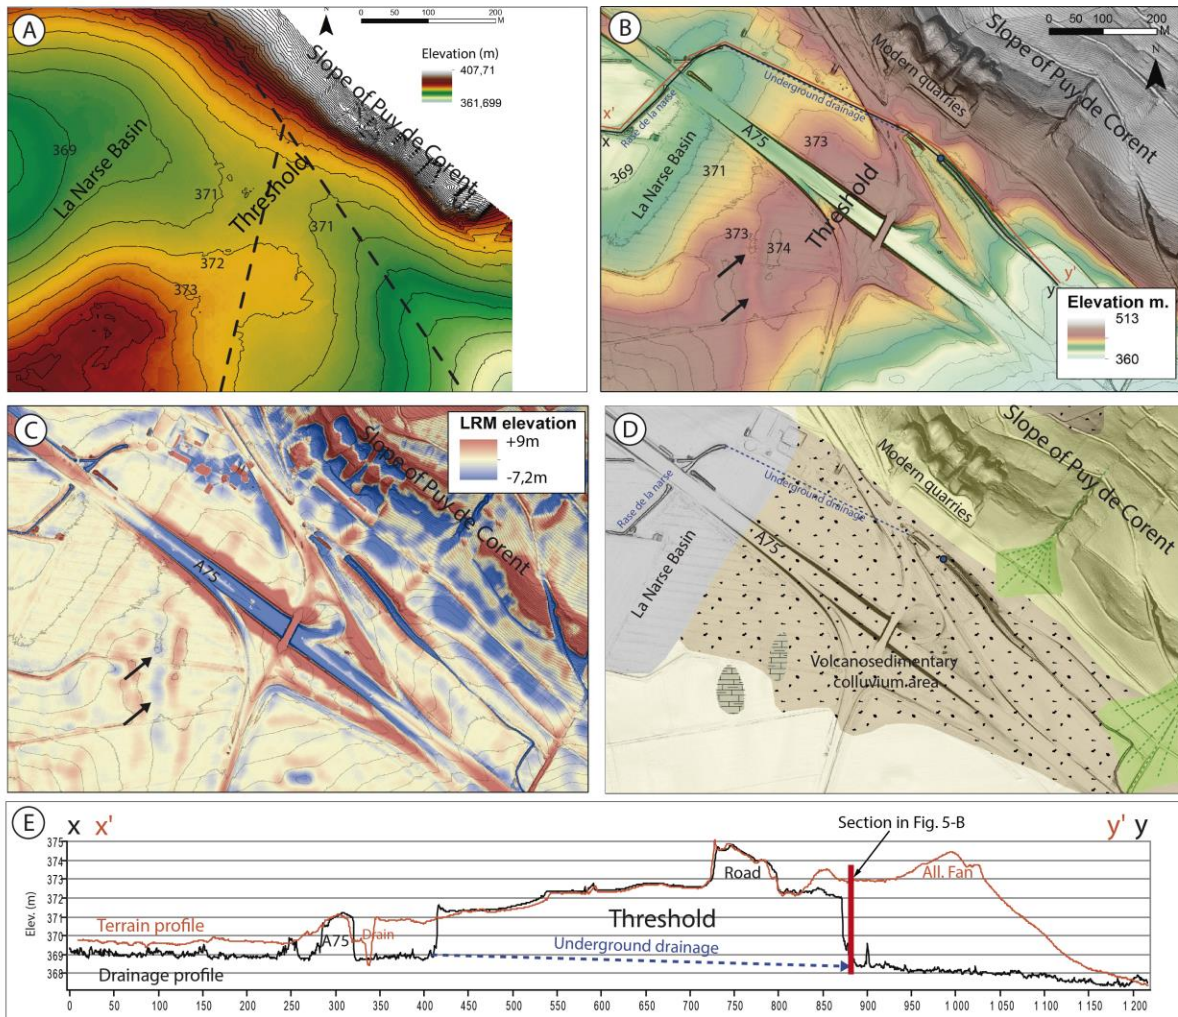 A
N
0 50 100 200
M
Elevation (m)
407,71
361,699
Slope of Puy de Corent
369
La Narse Basin
371
Threshold
371
372
373
B
0 50 100 200
M
N
Slope of Puy de Corent
Modern quarries
Underground drainage
x'
x
Rase de la narse
A75
373
369
La Narse Basin
371
Threshold
373
374
y'
y
Elevation m.
513
360
C
LRM elevation
+9m
-7,2m
Slope of Puy de Corent
A75
D
Slope of Puy de Corent
Modern quarries
Underground drainage
Rase de la narse
A75
La Narse Basin
Volcanosedimentary
colluvium area
E
x x'
Section in Fig. 5-B
y' y
375
374
373
372
371
370
369
368
Elev. (m)
Road
All. Fan
Terrain profile
A75
Drain
Threshold
Underground drainage
Drainage profile
0 50 100 150 200 250 300 350 400 450 500 550 600 650 700 750 800 850 900 950 1 000 1 050 1 100 1 150 1 200